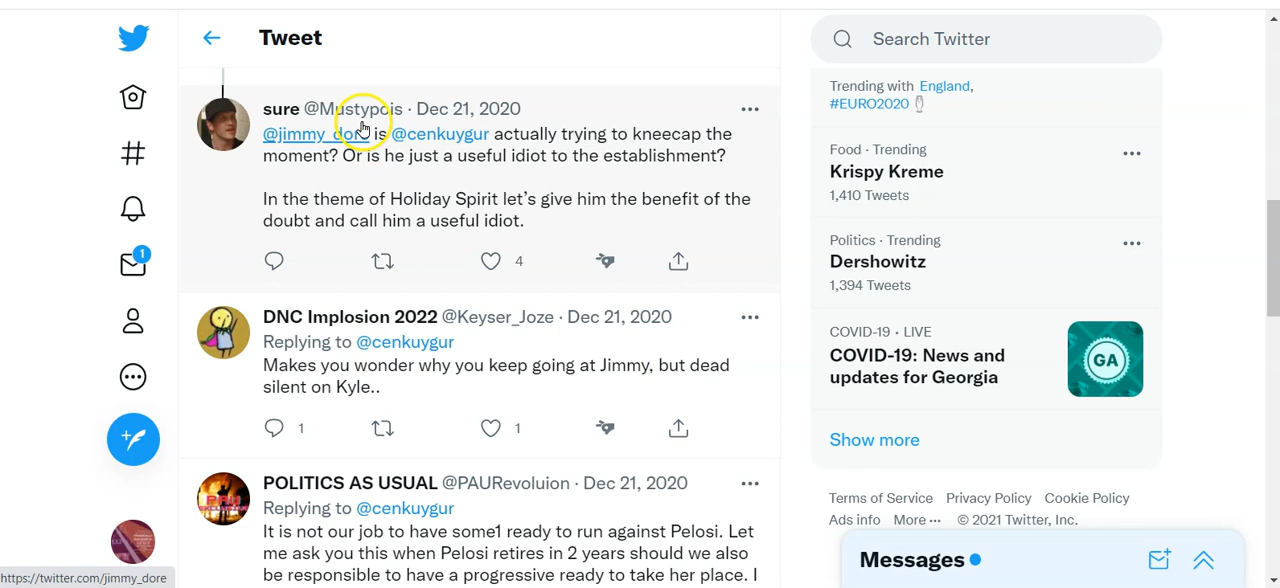 Tweet
sure @Mustypois · Dec 21, 2020
@jimmy_dore is @cenkuygur actually trying to kneecap the
moment? Or is he just a useful idiot to the establishment?
In the theme of Holiday Spirit let’s give him the benefit of the
doubt and call him a useful idiot.
4
DNC Implosion 2022 @Keyser_Joze · Dec 21, 2020
Replying to @cenkuygur
Makes you wonder why you keep going at Jimmy, but dead
silent on Kyle..
1 1
POLITICS AS USUAL @PAURevoluion · Dec 21, 2020
Replying to @cenkuygur
It is not our job to have some1 ready to run against Pelosi. Let
me ask you this when Pelosi retires in 2 years should we also
be responsible to have a progressive ready to take her place. I
1
https://twitter.com/jimmy_dore
Search Twitter
Trending with England,
#EURO2020
Food · Trending
Krispy Kreme
1,410 Tweets
Politics · Trending
Dershowitz
1,394 Tweets
COVID-19 · LIVE
COVID-19: News and
updates for Georgia
GA
Show more
Terms of Service Privacy Policy Cookie Policy
Ads info More ··· © 2021 Twitter, Inc.
Messages